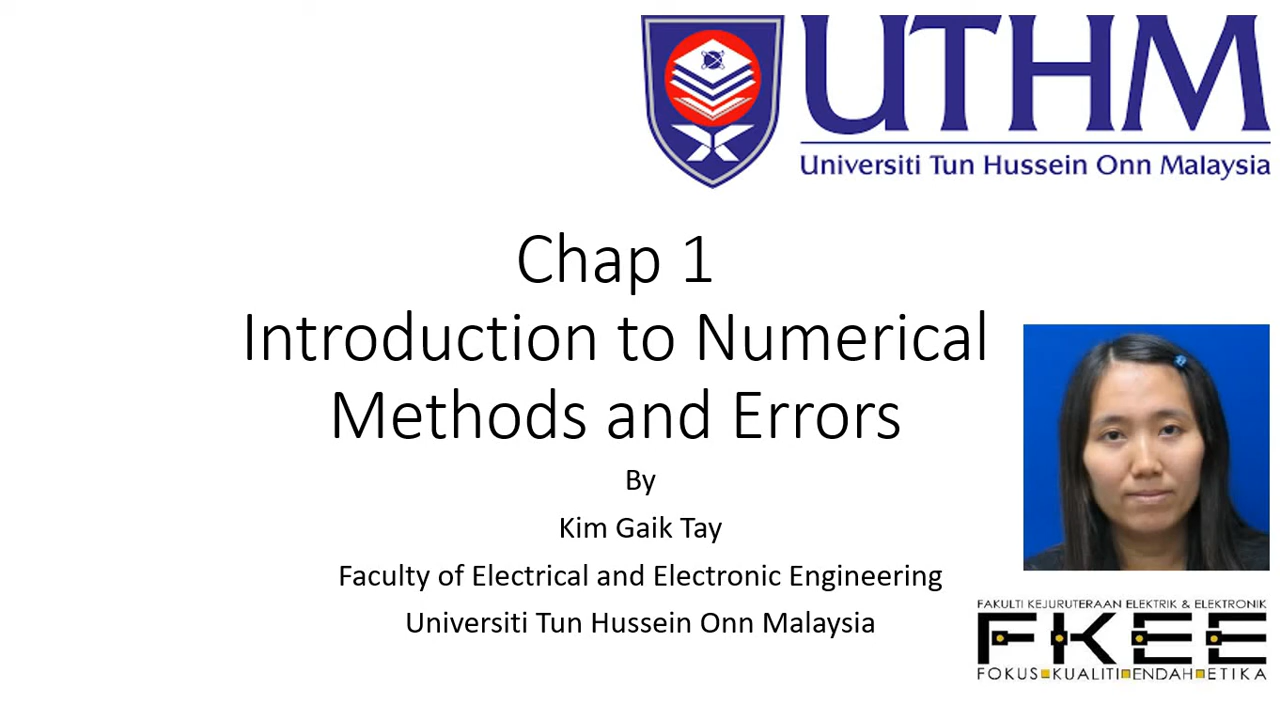 UTHM
Universiti Tun Hussein Onn Malaysia
Chap 1
Introduction to Numerical
Methods and Errors
By
Kim Gaik Tay
Faculty of Electrical and Electronic Engineering
Universiti Tun Hussein Onn Malaysia
FAKULTI KEJURUTERAAN ELEKTRIK & ELEKTRONIK
FKEE
FOKUS KUALITI ENDAH ETIKA